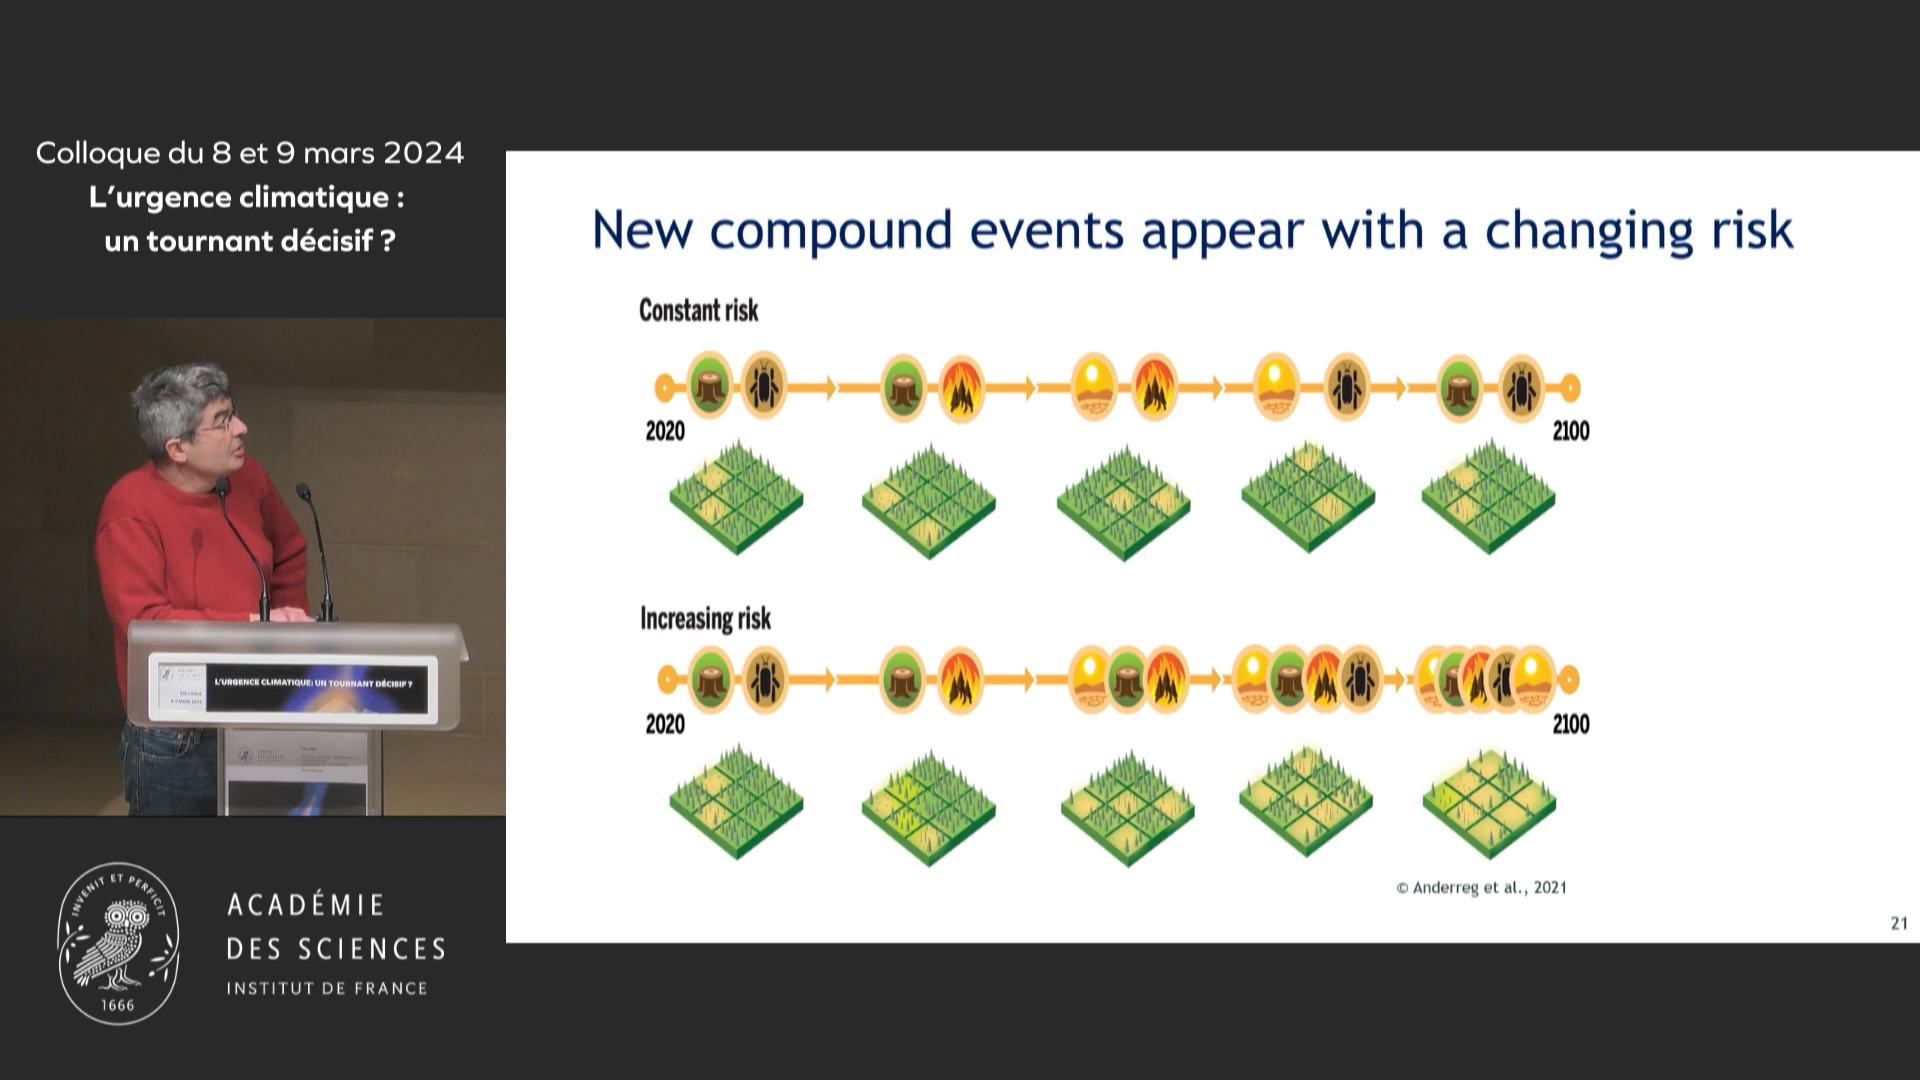 Colloque du 8 et 9 mars 2024
L'urgence climatique :
un tournant décisif ?
New compound events appear with a changing risk
Constant risk
2020
2100
Increasing risk
2020
2100
© Anderreg et al., 2021
21
L'URGENCE CLIMATIQUE: UN TOURNANT DÉCISIF ?
INVENIT ET PERFICIT
1666
ACADÉMIE
DES SCIENCES
INSTITUT DE FRANCE